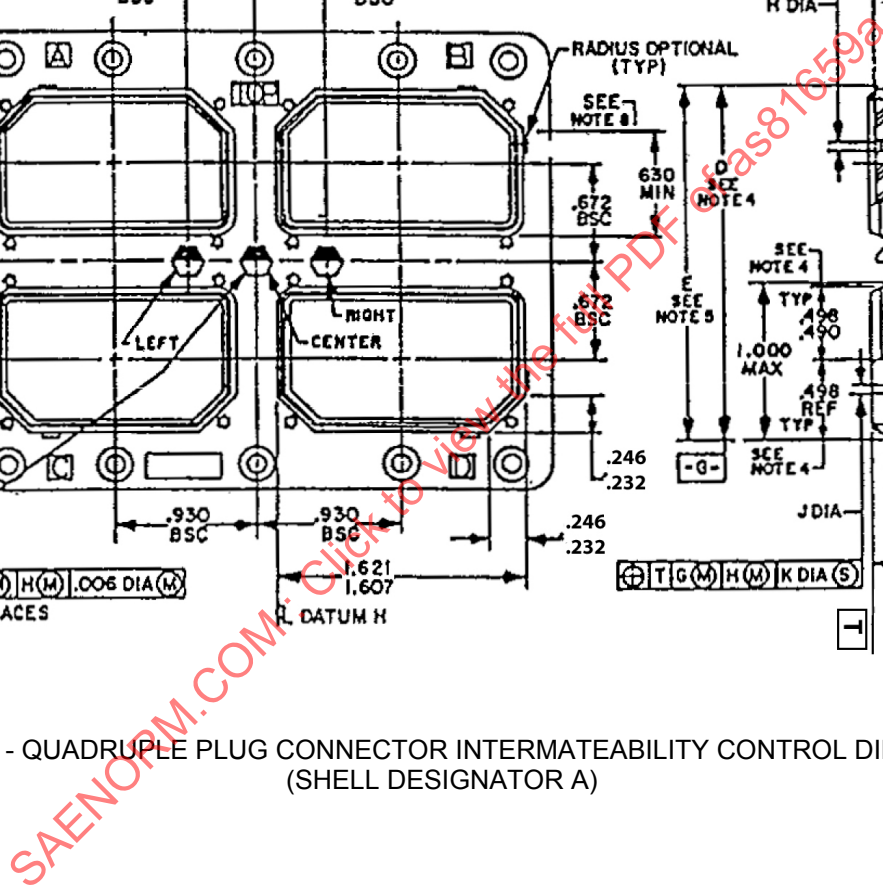 BSC
R DIA
A
B
RADIUS OPTIONAL
(TYP)
TOP
SEE
NOTE 8
.630
MIN
.672
BSC
D
SEE
NOTE 4
SEE
NOTE 4
E
SEE
NOTE 5
TYP
.498
.490
.672
BSC
RIGHT
LEFT
CENTER
1.000
MAX
.498
REF
TYP
C
D
.246
.232
-G-
SEE
NOTE 4
.930
BSC
.930
BSC
.246
.232
J DIA
1.621
1.607
H M .006 DIA M
T G M H M K DIA S
ACES
DATUM H
T
- QUADRUPLE PLUG CONNECTOR INTERMATEABILITY CONTROL DI
(SHELL DESIGNATOR A)
SAENORM.COM : Click to view the full PDF of as81659a